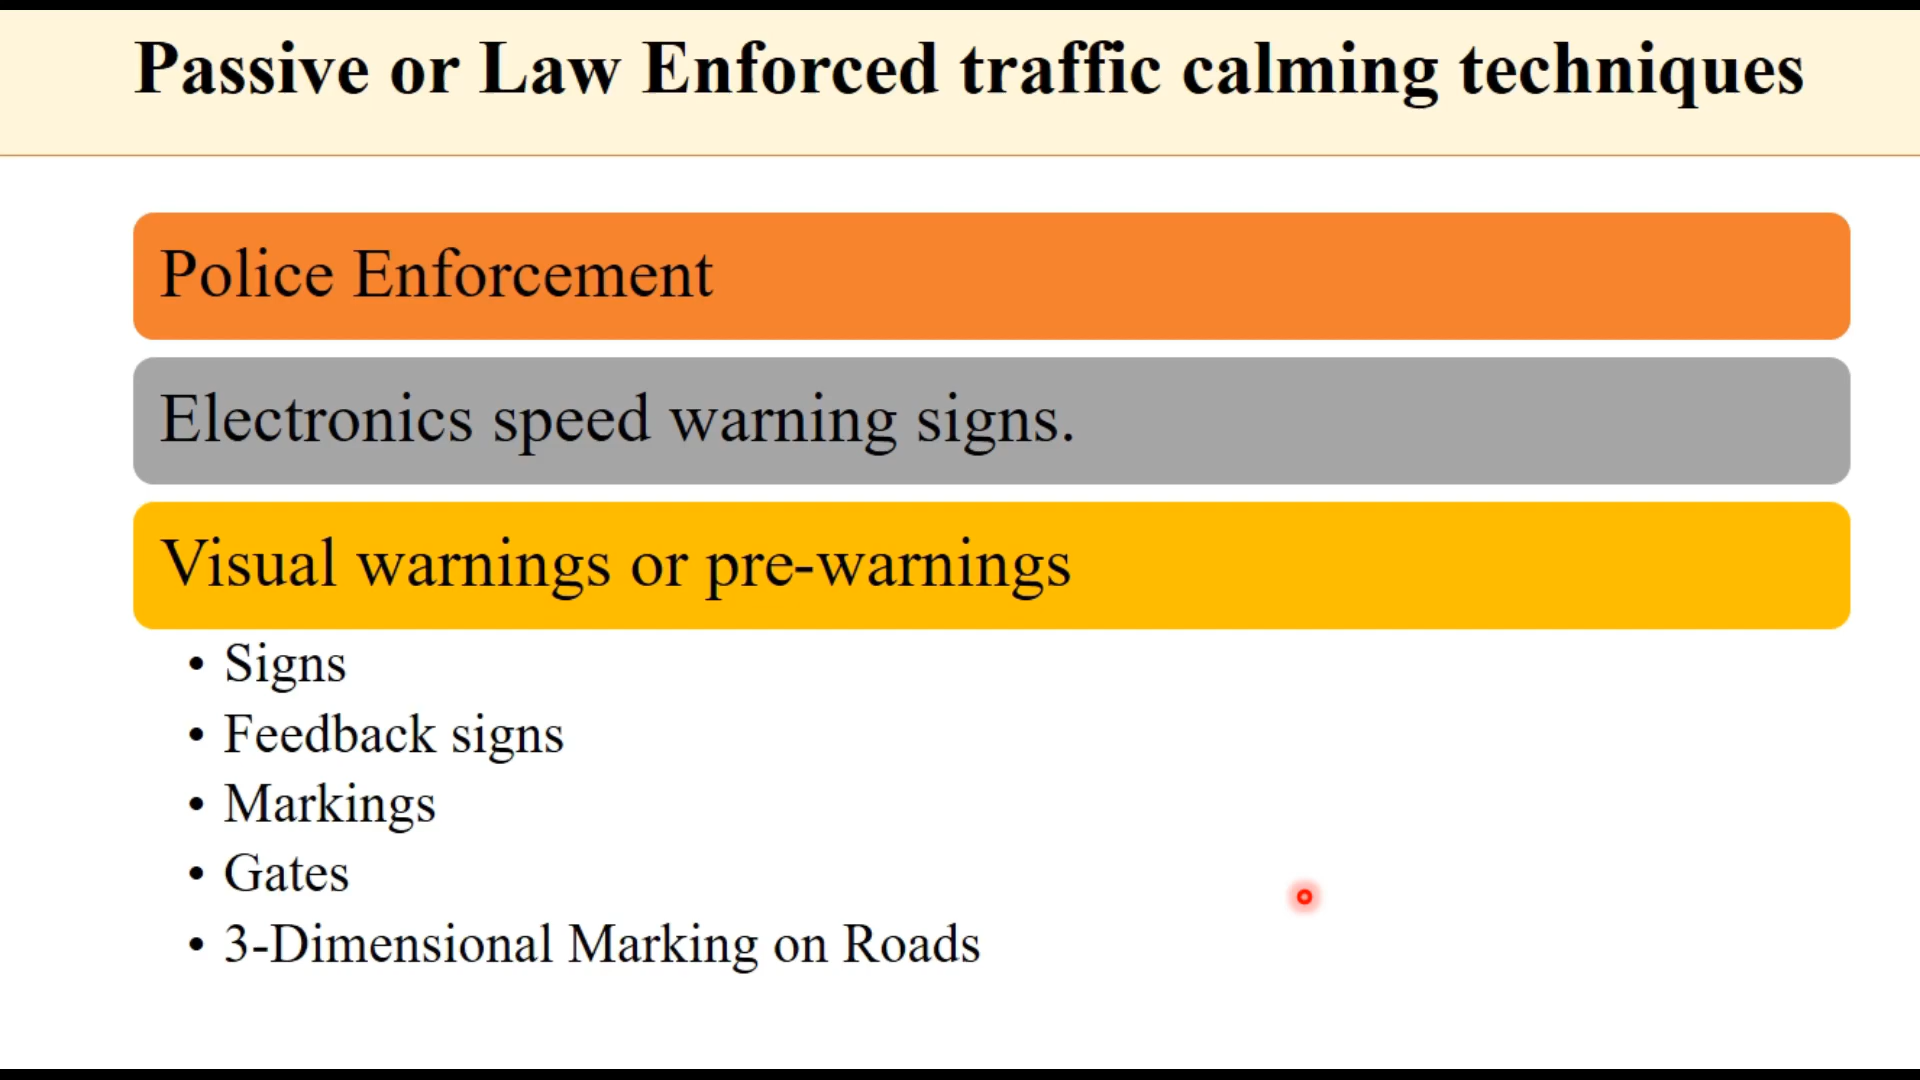 Passive or Law Enforced traffic calming techniques
Police Enforcement
Electronics speed warning signs.
Visual warnings or pre-warnings
• Signs
• Feedback signs
• Markings
• Gates
• 3-Dimensional Marking on Roads